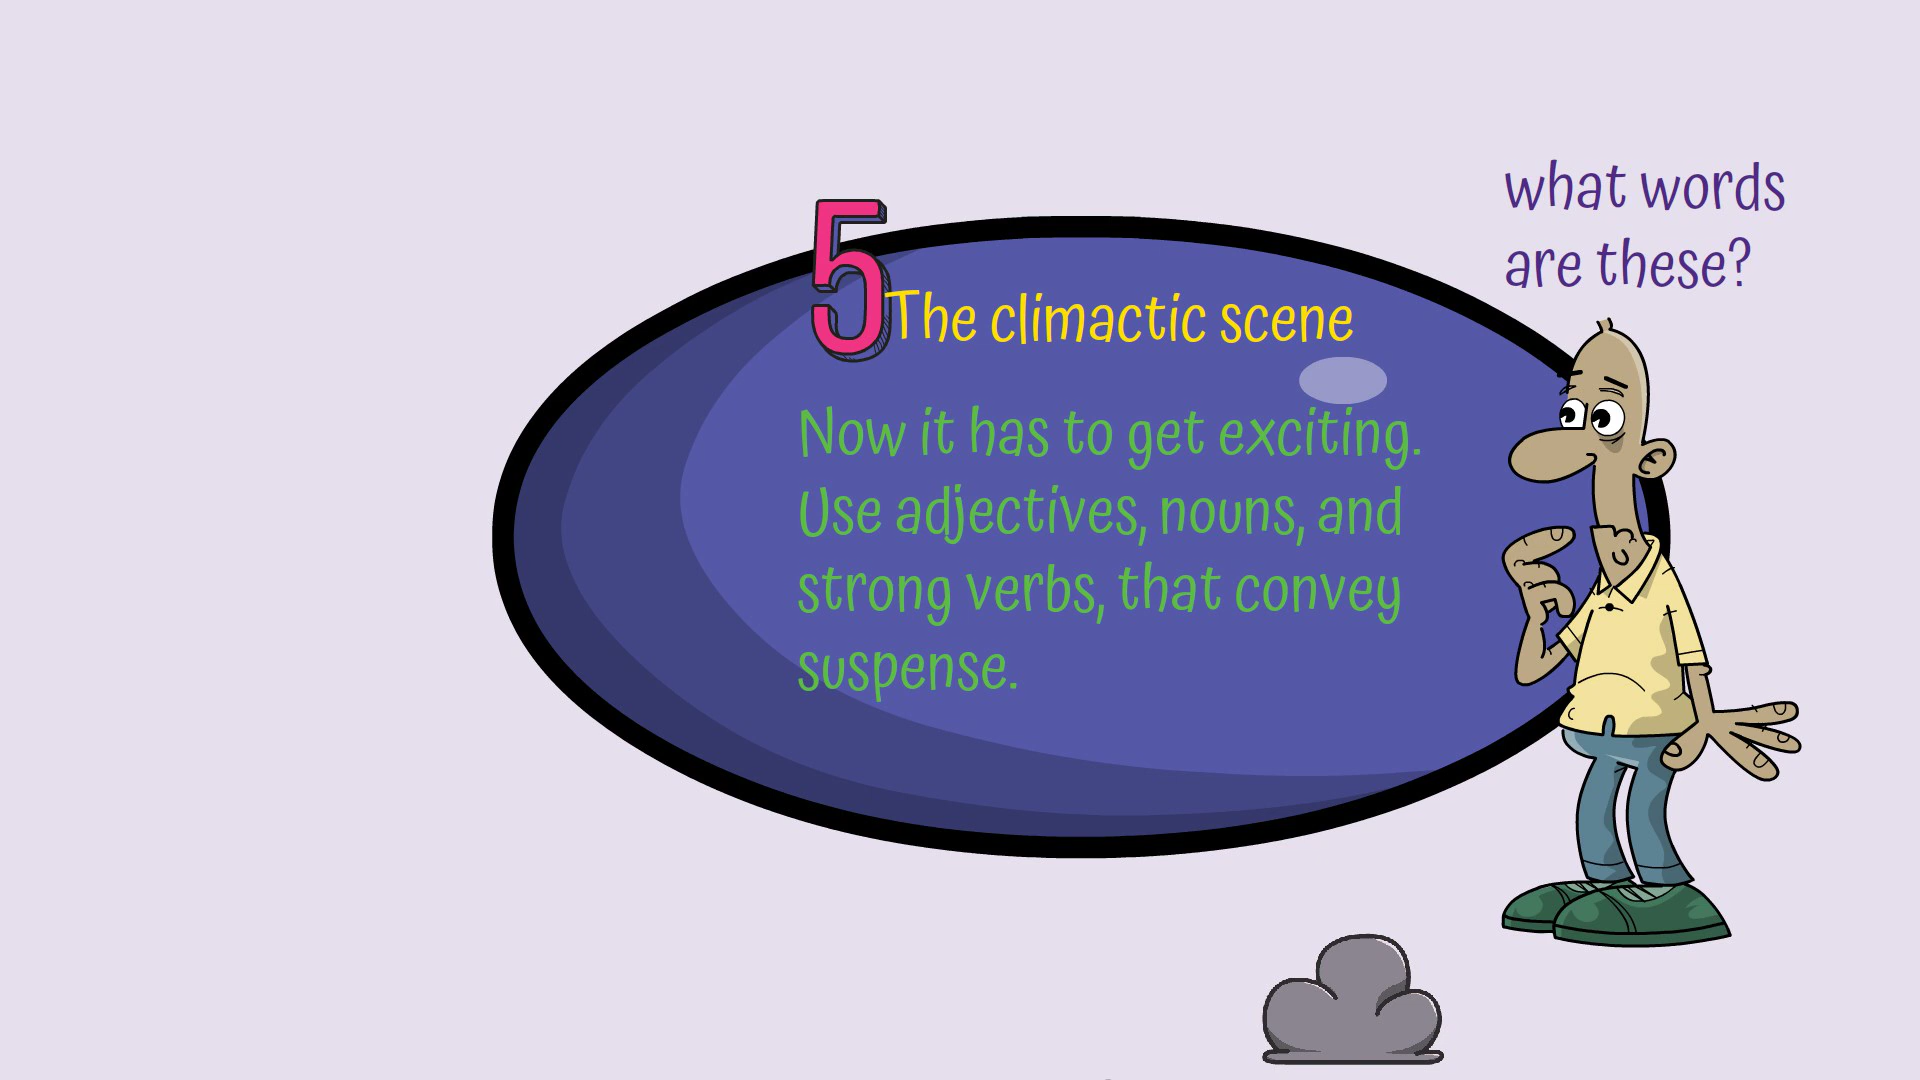 what words
are these?
5
The climactic scene
Now it has to get exciting.
Use adjectives, nouns, and
strong verbs, that convey
suspense.